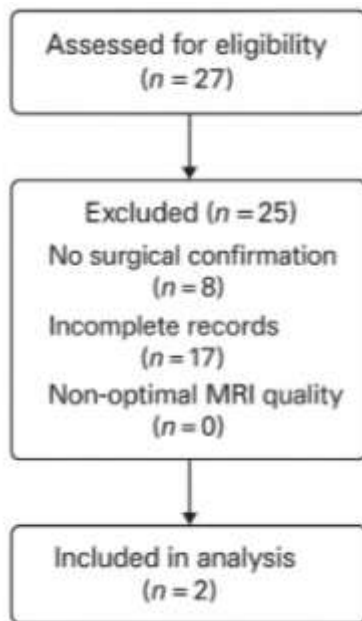 Assessed for eligibility
(n = 27)
Excluded (n = 25)
No surgical confirmation
(n = 8)
Incomplete records
(n = 17)
Non-optimal MRI quality
(n = 0)
Included in analysis
(n = 2)